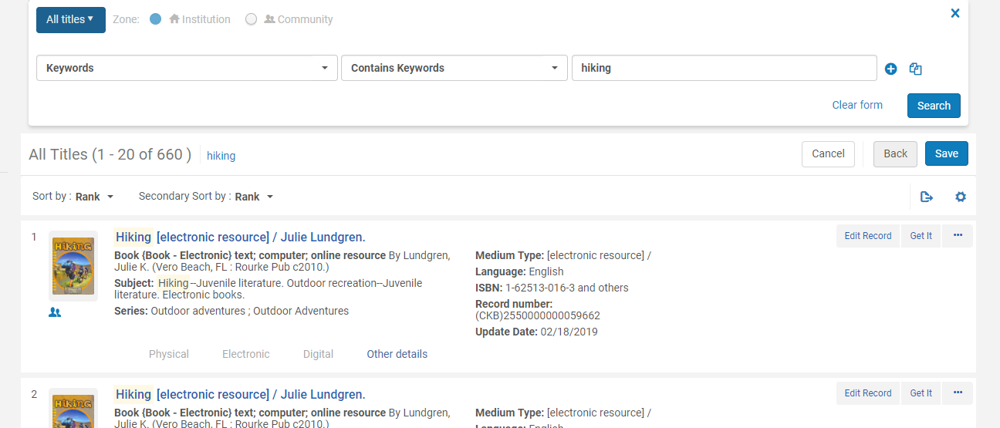 All titles Zone: Institution Community
Keywords Contains Keywords hiking
Clear form Search
All Titles (1 - 20 of 660 ) hiking Cancel Back Save
Sort by : Rank Secondary Sort by : Rank
1 Hiking [electronic resource] / Julie Lundgren. Edit Record Get It
HIKING
Book {Book - Electronic} text; computer; online resource By Lundgren,
Julie K. (Vero Beach, FL : Rourke Pub c2010.)
Subject: Hiking--Juvenile literature. Outdoor recreation--Juvenile
literature. Electronic books.
Series: Outdoor adventures ; Outdoor Adventures
Medium Type: [electronic resource] /
Language: English
ISBN: 1-62513-016-3 and others
Record number:
(CKB)2550000000059662
Update Date: 02/18/2019
Physical Electronic Digital Other details
2 Hiking [electronic resource] / Julie Lundgren. Edit Record Get It
HIKING
Book {Book - Electronic} text; computer; online resource By Lundgren,
Julie K. (Vero Beach, FL : Rourke Pub c2010.)
Medium Type: [electronic resource] /
Language: English